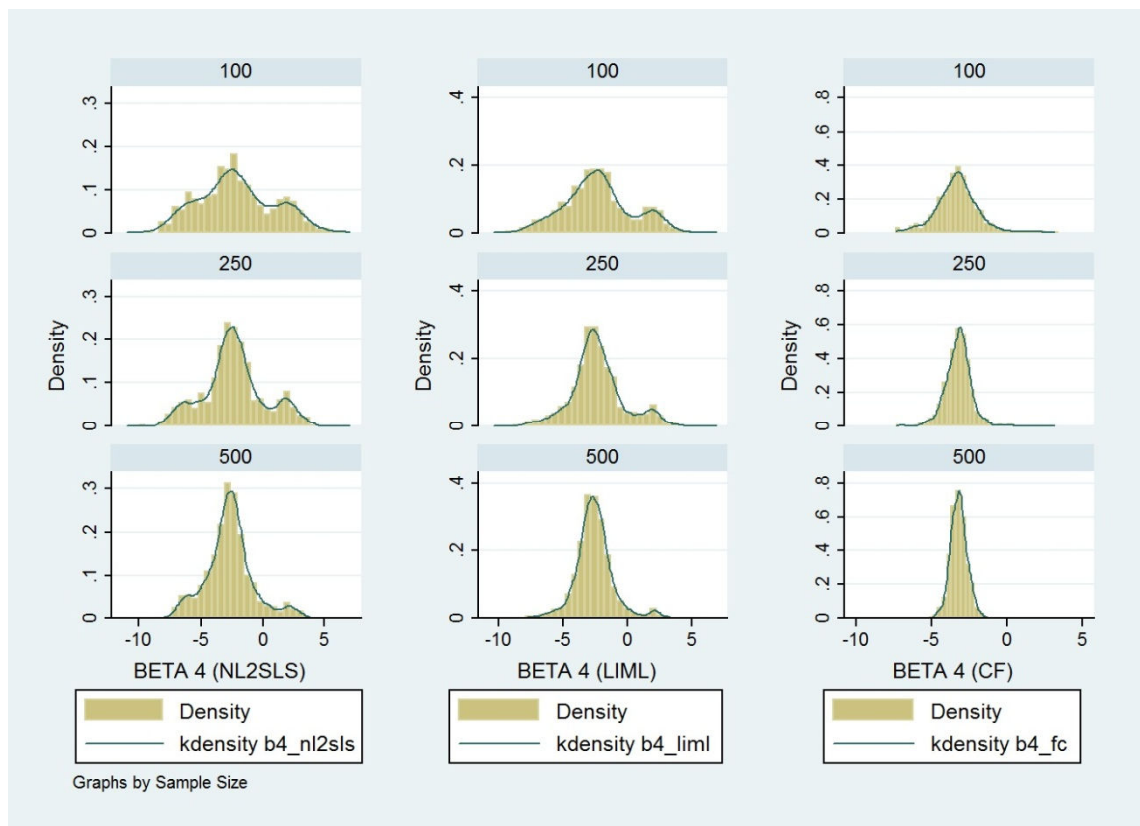 100
.3
.2
.1
0
250
.3
.2
.1
0
500
.3
.2
.1
0
-10 -5 0 5
Density
BETA 4 (NL2SLS)
Density
kdensity b4_nl2sls
100
.4
.2
0
250
.4
.2
0
500
.4
.2
0
-10 -5 0 5
Density
BETA 4 (LIML)
Density
kdensity b4_liml
100
.8
.6
.4
.2
0
250
.8
.6
.4
.2
0
500
.8
.6
.4
.2
0
-10 -5 0 5
Density
BETA 4 (CF)
Density
kdensity b4_fc
Graphs by Sample Size